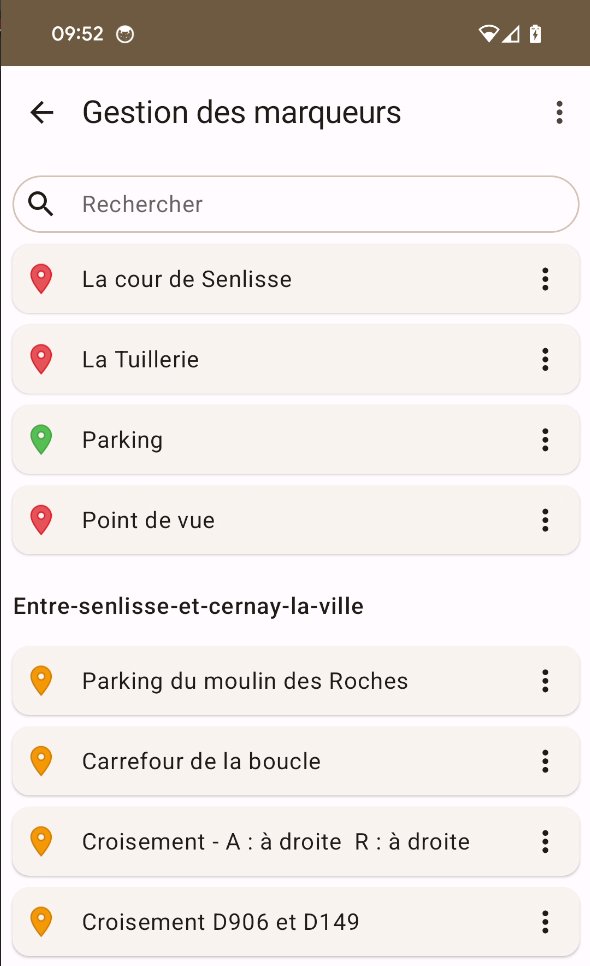 09:52
Gestion des marqueurs
Rechercher
La cour de Senlisse
La Tuillerie
Parking
Point de vue
Entre-senlisse-et-cernay-la-ville
Parking du moulin des Roches
Carrefour de la boucle
Croisement - A : à droite  R : à droite
Croisement D906 et D149